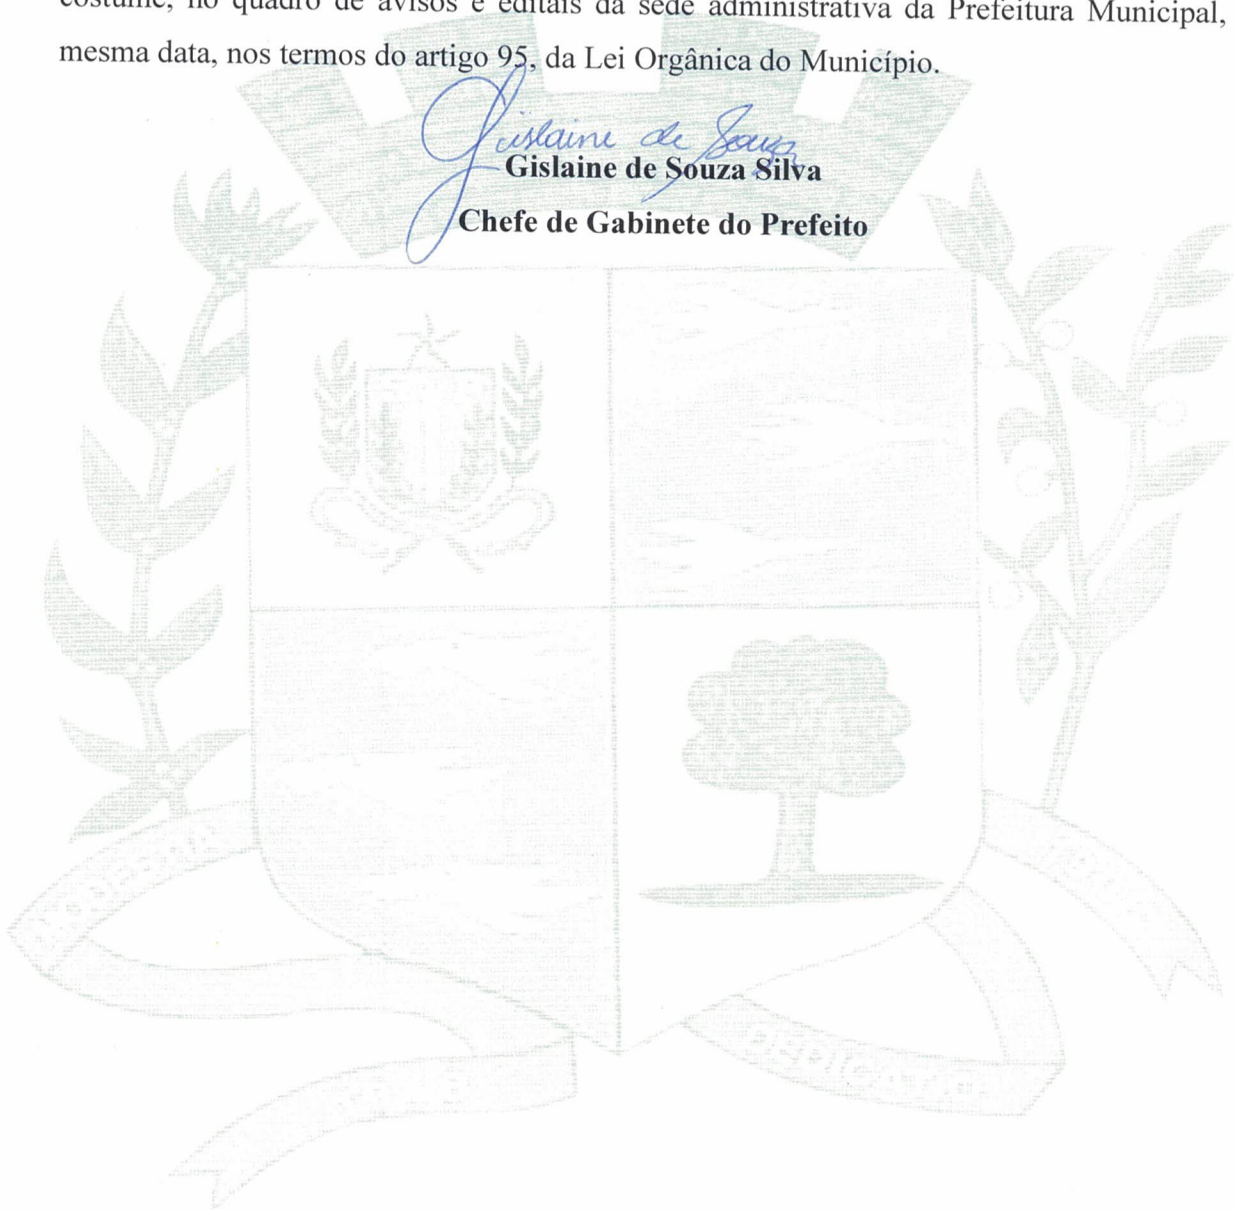 costume, no quadro de avisos e editais da sede administrativa da Prefeitura Municipal,
mesma data, nos termos do artigo 95, da Lei Orgânica do Município.
Gislaine de Souza
Gislaine de Souza Silva
Chefe de Gabinete do Prefeito